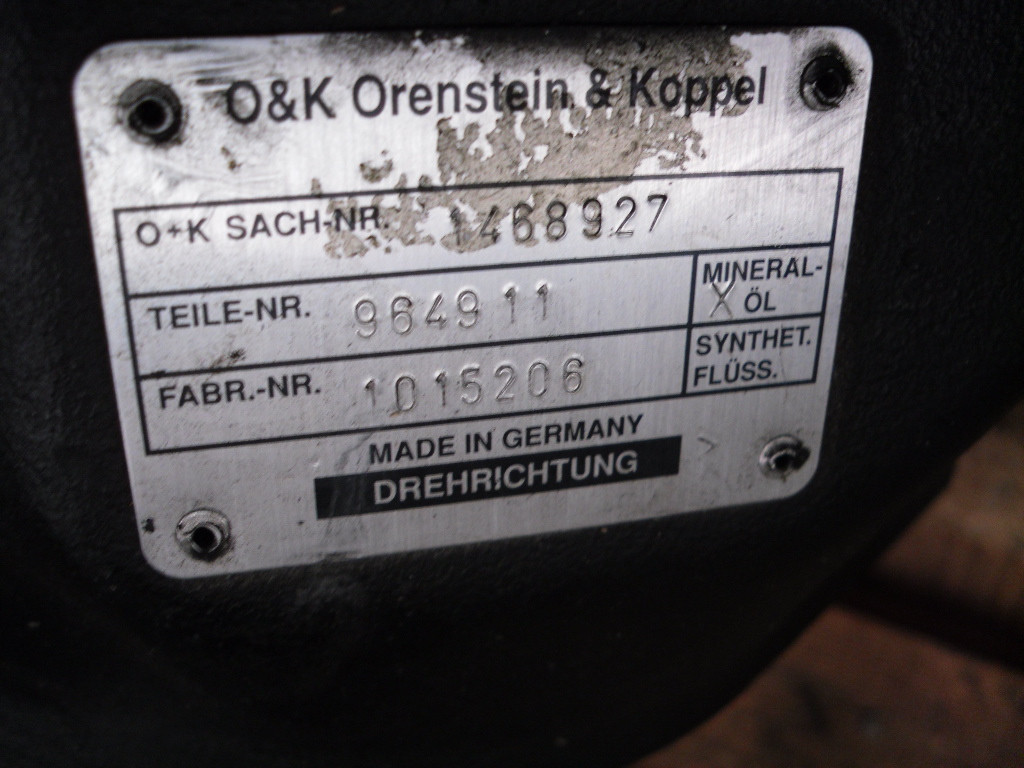 O&K Orenstein & Koppel
O+K SACH-NR. 1468927
TEILE-NR. 964911
MINERAL-
X ÖL
FABR.-NR. 1015206
SYNTHET.
FLÜSS.
MADE IN GERMANY
DREHRICHTUNG >